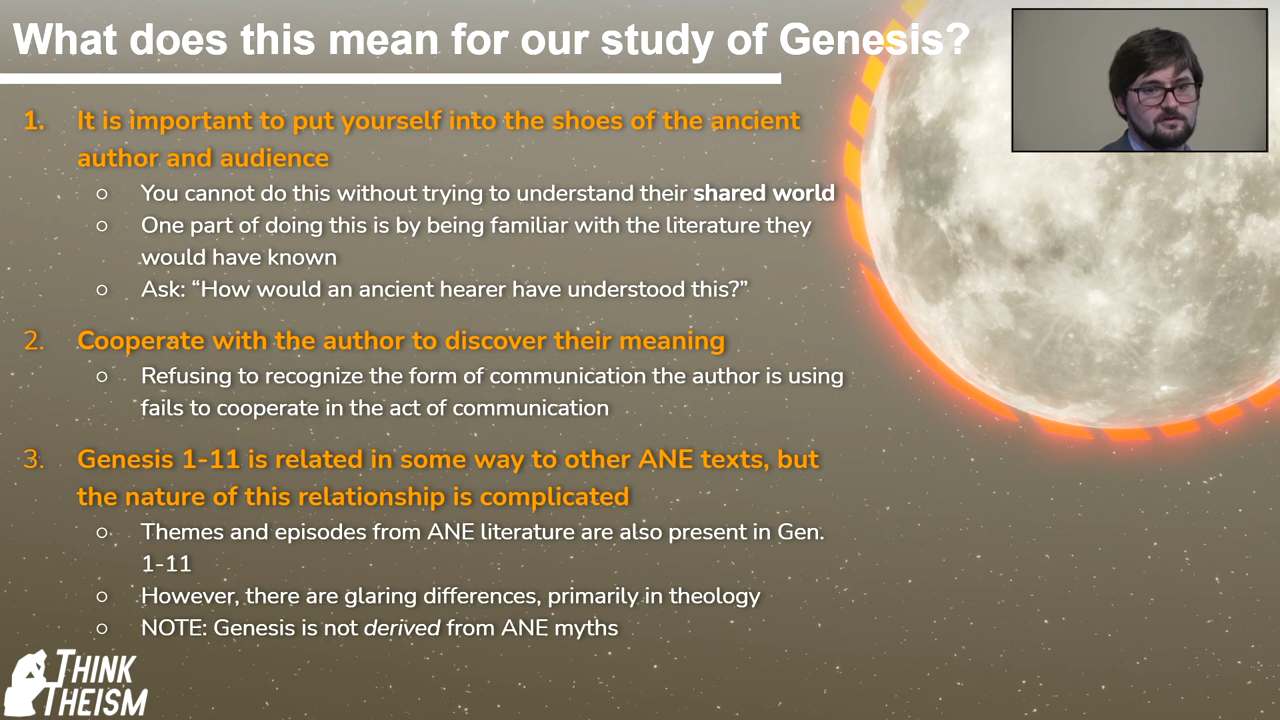 What does this mean for our study of Genesis?
1. It is important to put yourself into the shoes of the ancient
author and audience
○ You cannot do this without trying to understand their shared world
○ One part of doing this is by being familiar with the literature they
would have known
○ Ask: “How would an ancient hearer have understood this?”
2. Cooperate with the author to discover their meaning
○ Refusing to recognize the form of communication the author is using
fails to cooperate in the act of communication
3. Genesis 1-11 is related in some way to other ANE texts, but
the nature of this relationship is complicated
○ Themes and episodes from ANE literature are also present in Gen.
1-11
○ However, there are glaring differences, primarily in theology
○ NOTE: Genesis is not derived from ANE myths
THINK
THEISM